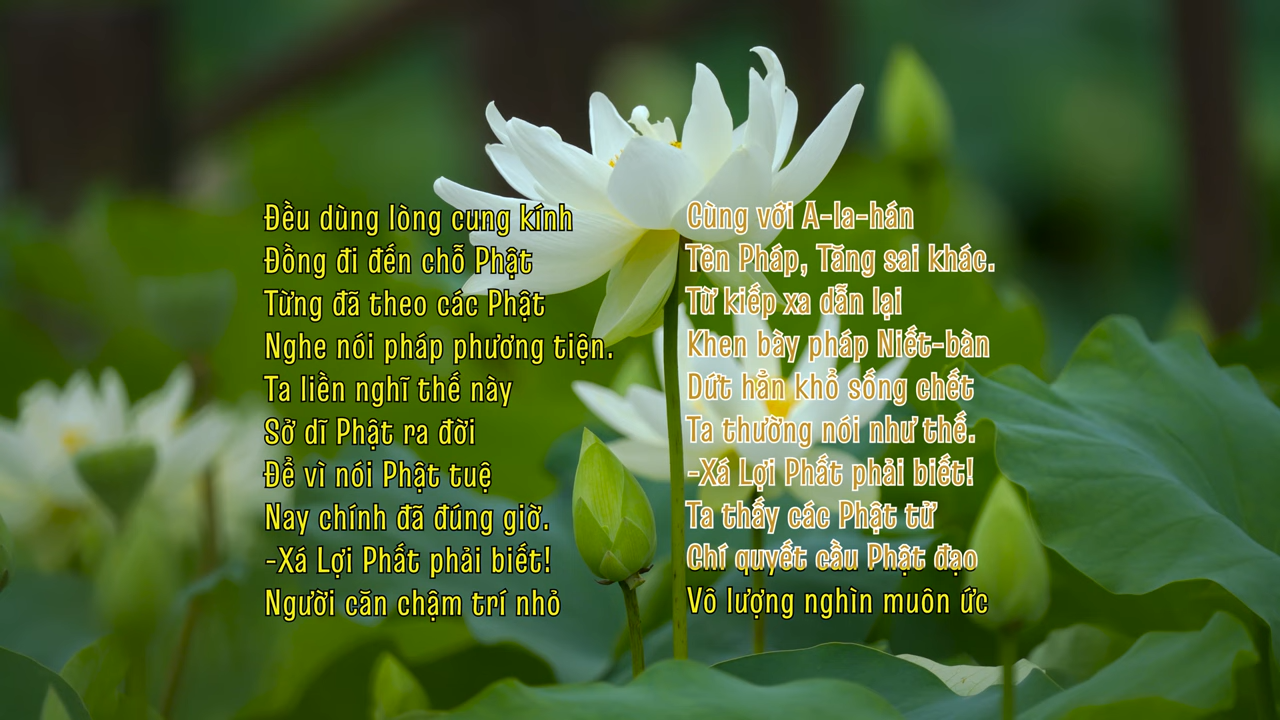 Đều dùng lòng cung kính
Đồng đi đến chỗ Phật
Từng đã theo các Phật
Nghe nói pháp phương tiện.
Ta liền nghĩ thế này
Sở dĩ Phật ra đời
Để vì nói Phật tuệ
Nay chính đã đúng giờ.
-Xá Lợi Phất phải biết!
Người căn chậm trí nhỏ
Cùng với A-la-hán
Tên Pháp, Tăng sai khác.
Từ kiếp xa dẫn lại
Khen bày pháp Niết-bàn
Dứt hẳn khổ sống chết
Ta thường nói như thế.
-Xá Lợi Phất phải biết!
Ta thấy các Phật tử
Chí quyết cầu Phật đạo
Vô lượng nghìn muôn ức